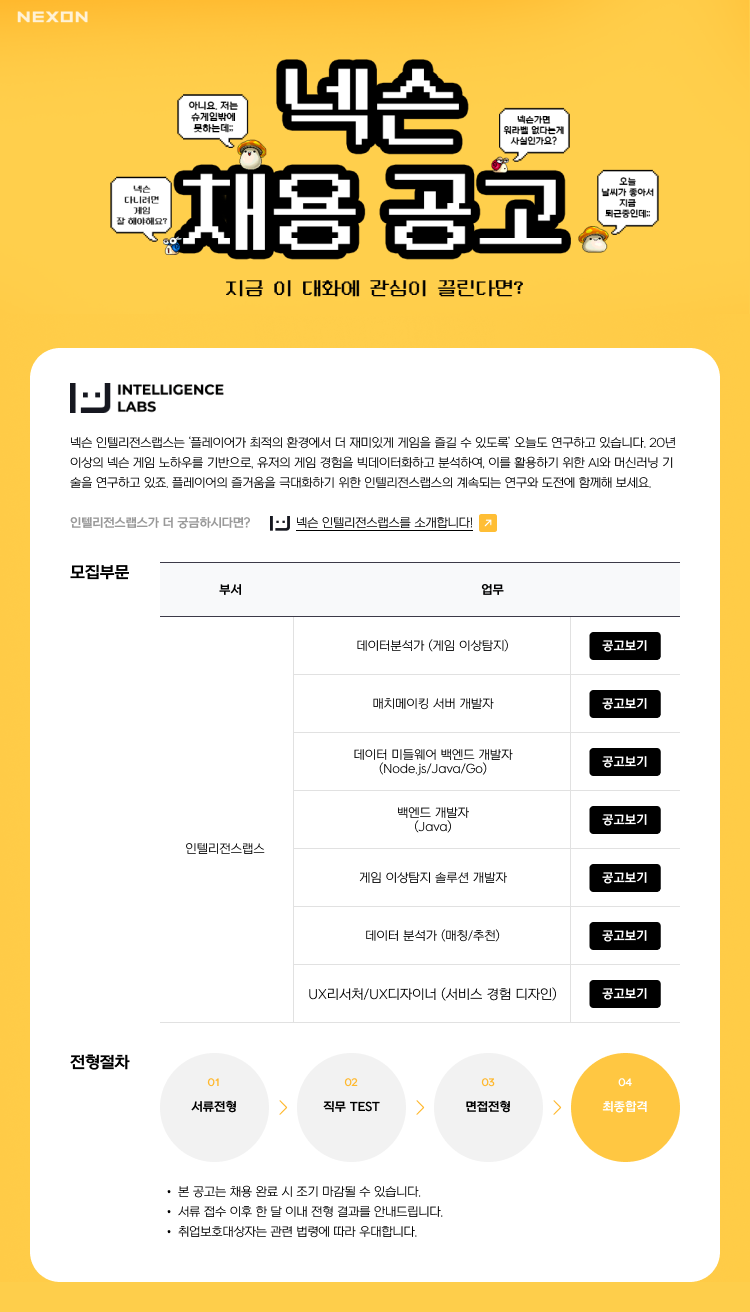 NEXON
넥슨
아니요, 저는
슈게임밖에
못하는데;;
넥슨가면
워라벨 없다는게
사실인가요?
채용 공고
넥슨
다니려면
게임
잘 해야해요?
오늘
날씨가 좋아서
지금
퇴근중인데;;
지금 이 대화에 관심이 끌린다면?
INTELLIGENCE
LABS
넥슨 인텔리전스랩스는 '플레이어가 최적의 환경에서 더 재미있게 게임을 즐길 수 있도록' 오늘도 연구하고 있습니다. 20년
이상의 넥슨 게임 노하우를 기반으로, 유저의 게임 경험을 빅데이터화하고 분석하여, 이를 활용하기 위한 AI와 머신러닝 기
술을 연구하고 있죠. 플레이어의 즐거움을 극대화하기 위한 인텔리전스랩스의 계속되는 연구와 도전에 함께해 보세요.
인텔리전스랩스가 더 궁금하시다면? 넥슨 인텔리전스랩스를 소개합니다!
모집부문
부서 업무
데이터분석가 (게임 이상탐지) 공고보기
매치메이킹 서버 개발자 공고보기
데이터 미들웨어 백엔드 개발자
(Node.js/Java/Go) 공고보기
백엔드 개발자
(Java) 공고보기
인텔리전스랩스
게임 이상탐지 솔루션 개발자 공고보기
데이터 분석가 (매칭/추천) 공고보기
UX리서처/UX디자이너 (서비스 경험 디자인) 공고보기
전형절차
01
서류전형
02
직무 TEST
03
면접전형
04
최종합격
• 본 공고는 채용 완료 시 조기 마감될 수 있습니다.
• 서류 접수 이후 한 달 이내 전형 결과를 안내드립니다.
• 취업보호대상자는 관련 법령에 따라 우대합니다.